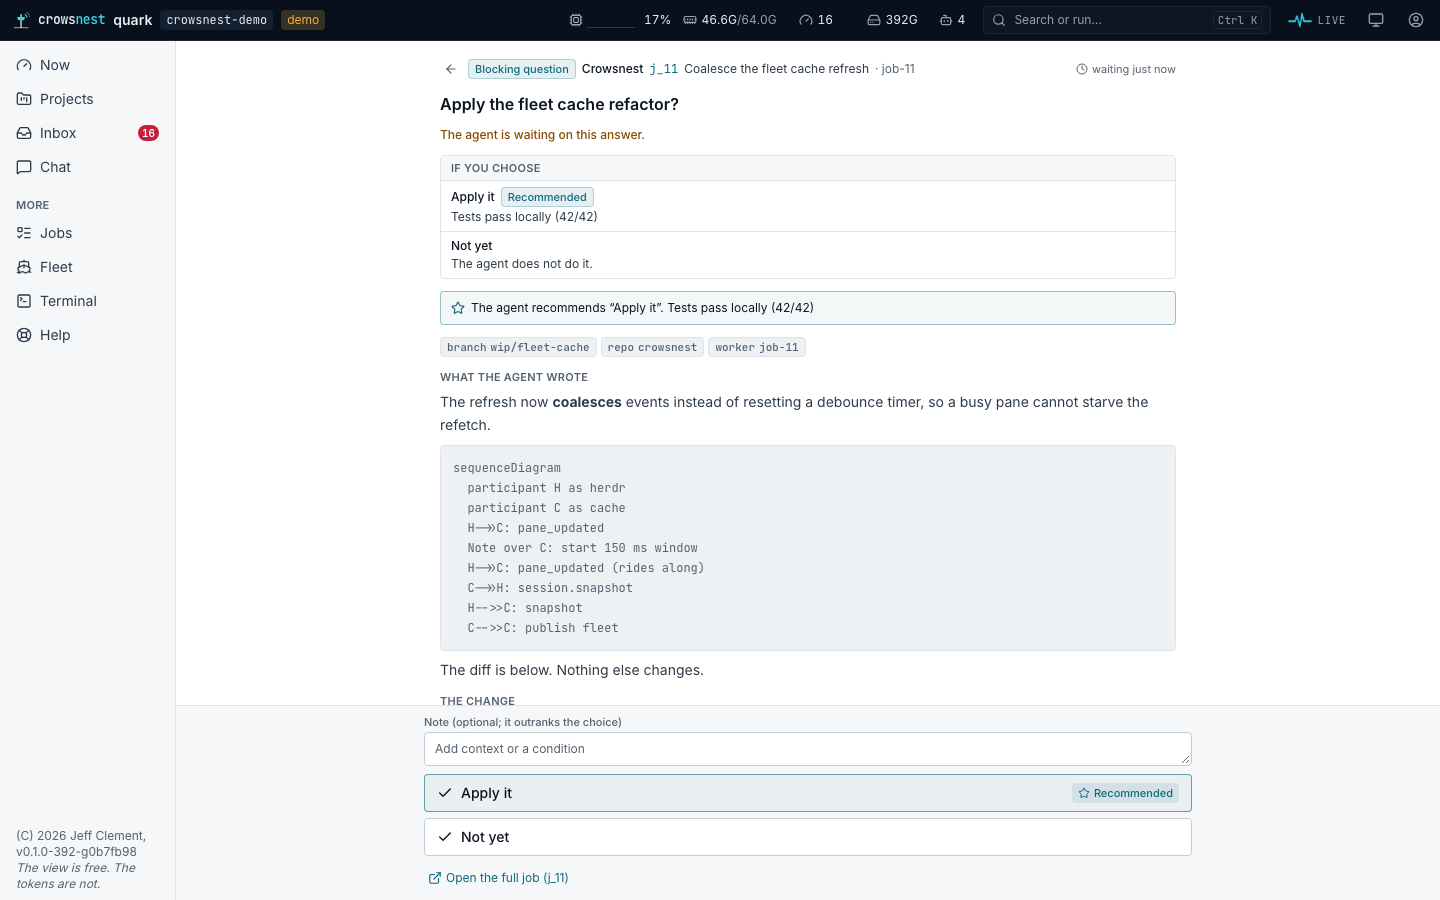 crowsnest quark crowsnest-demo demo 17% 46.6G/64.0G 16 392G 4 Search or run... Ctrl K LIVE
Now
Projects
Inbox 16
Chat
MORE
Jobs
Fleet
Terminal
Help
(C) 2026 Jeff Clement,
v0.1.0-392-g0b7fb98
The view is free. The
tokens are not.
Blocking question Crowsnest j_11 Coalesce the fleet cache refresh · job-11 waiting just now
Apply the fleet cache refactor?
The agent is waiting on this answer.
IF YOU CHOOSE
Apply it Recommended
Tests pass locally (42/42)
Not yet
The agent does not do it.
The agent recommends “Apply it”. Tests pass locally (42/42)
branch wip/fleet-cache repo crowsnest worker job-11
WHAT THE AGENT WROTE
The refresh now coalesces events instead of resetting a debounce timer, so a busy pane cannot starve the
refetch.
sequenceDiagram
participant H as herdr
participant C as cache
H->>C: pane_updated
Note over C: start 150 ms window
H->>C: pane_updated (rides along)
C->>H: session.snapshot
H-->>C: snapshot
C-->>C: publish fleet
The diff is below. Nothing else changes.
THE CHANGE
Note (optional; it outranks the choice)
Add context or a condition
Apply it Recommended
Not yet
Open the full job (j_11)